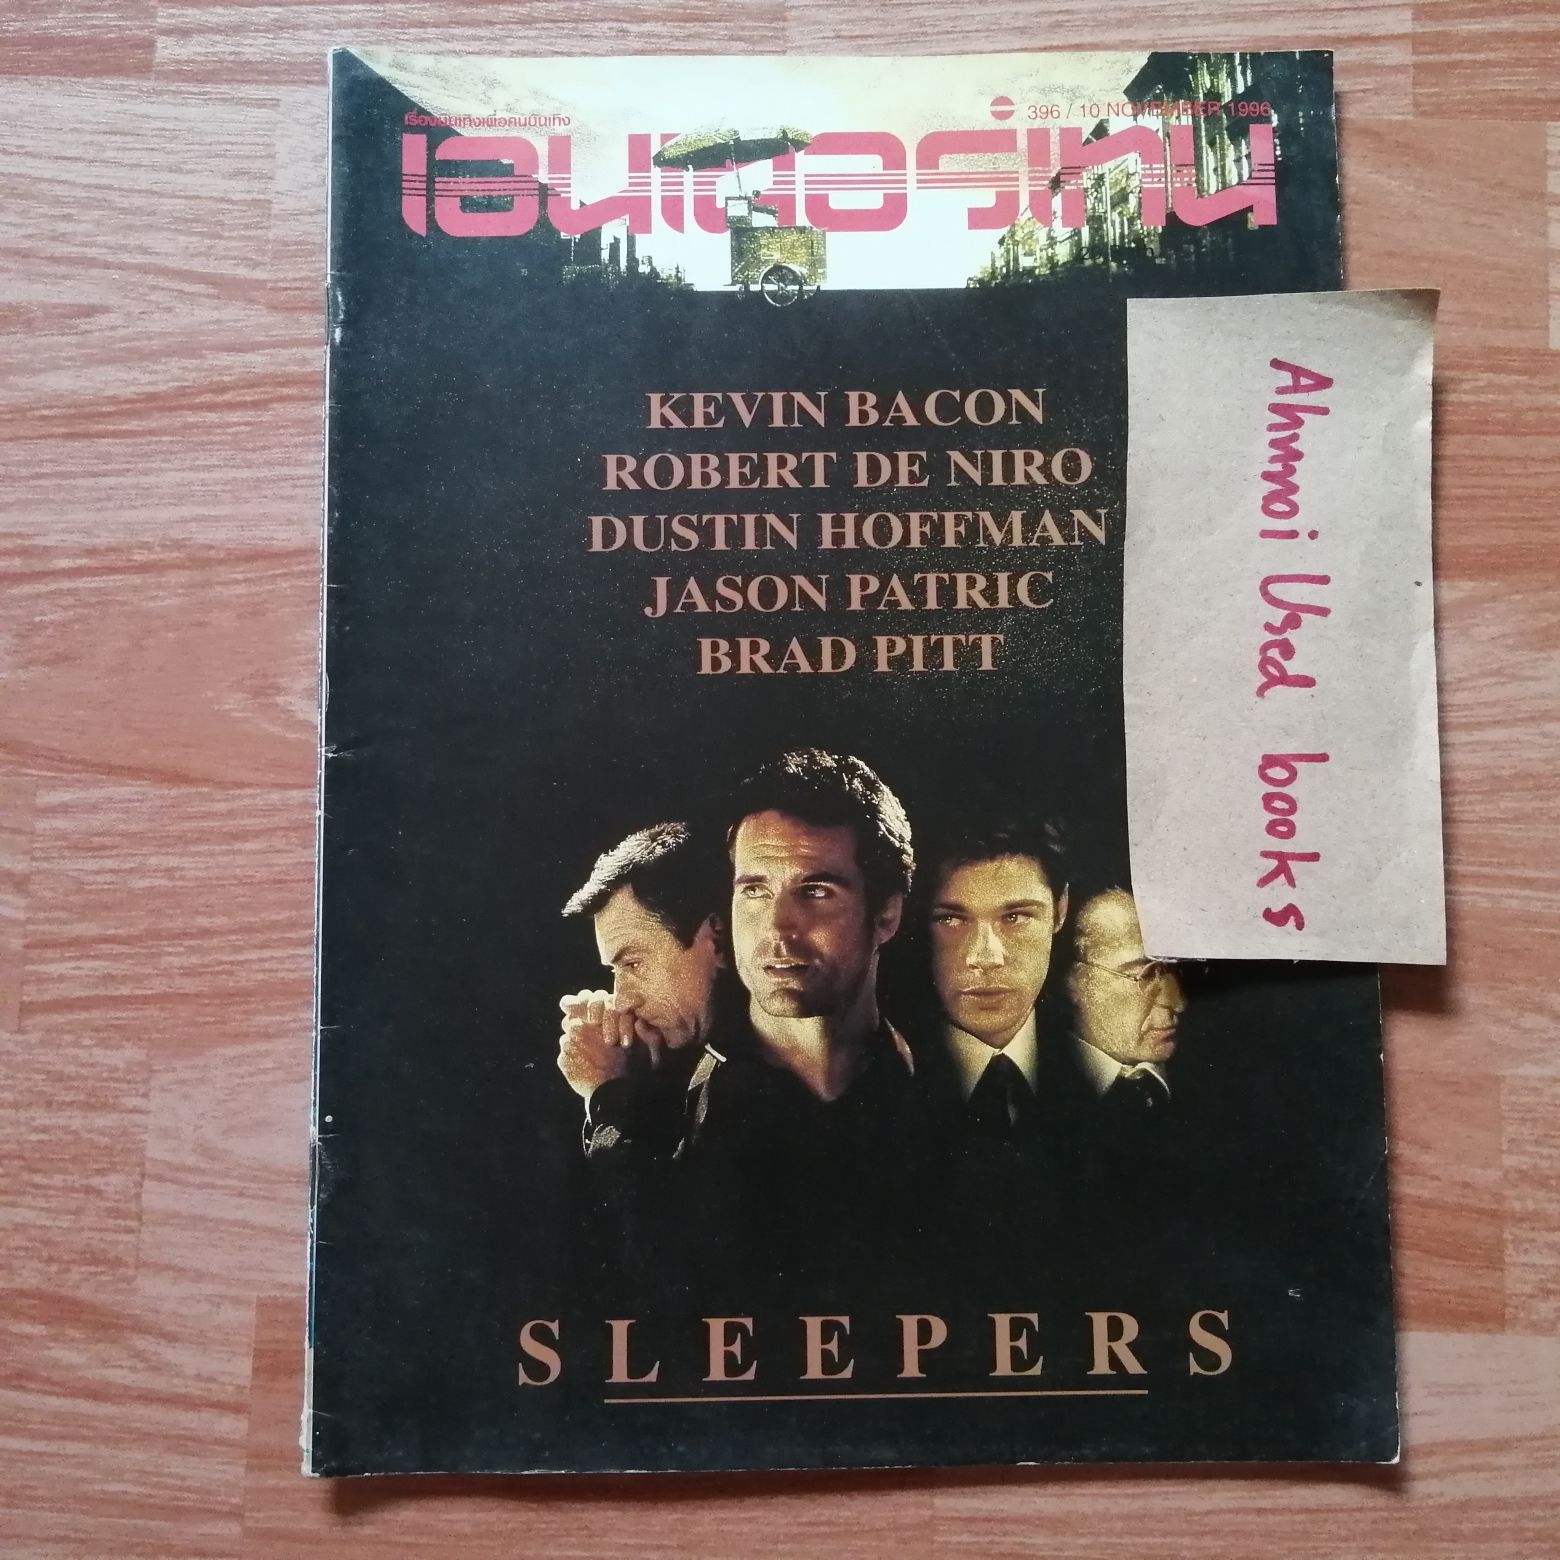 396 / 10 NOVEMBER 1996
เรื่องบันเทิงเพื่อคนบันเทิง
เอนเตอร์เทน
KEVIN BACON
ROBERT DE NIRO
DUSTIN HOFFMAN
JASON PATRIC
BRAD PITT
SLEEPERS
Ahnnoi Used books